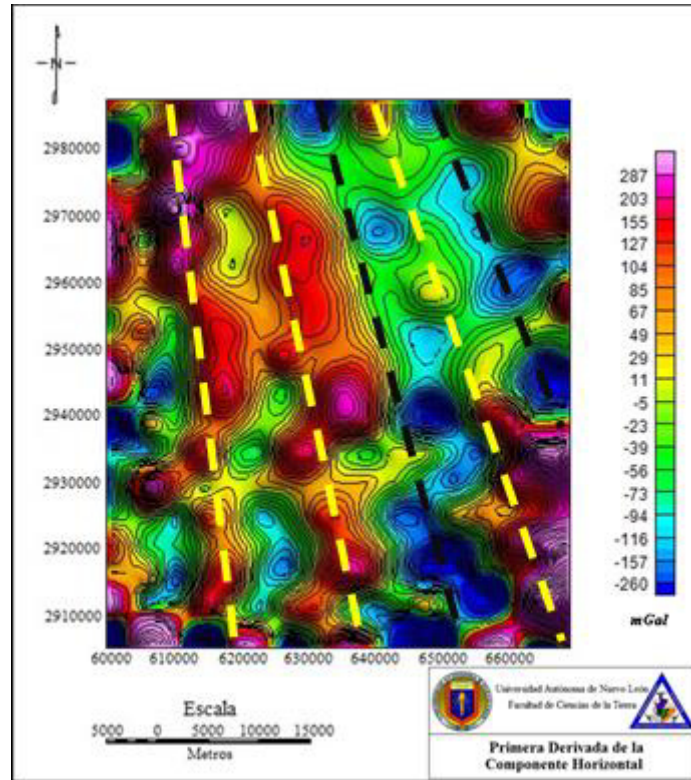 N
2980000
2970000
2960000
2950000
2940000
2930000
2920000
2910000
60000 610000 620000 630000 640000 650000 660000
287
203
155
127
104
85
67
49
29
11
-5
-23
-39
-56
-73
-94
-116
-157
-260
mGal
Escala
5000 0 5000 10000 15000
Metros
Universidad Autónoma de Nuevo León
Facultad de Ciencias de la Tierra
Primera Derivada de la
Componente Horizontal